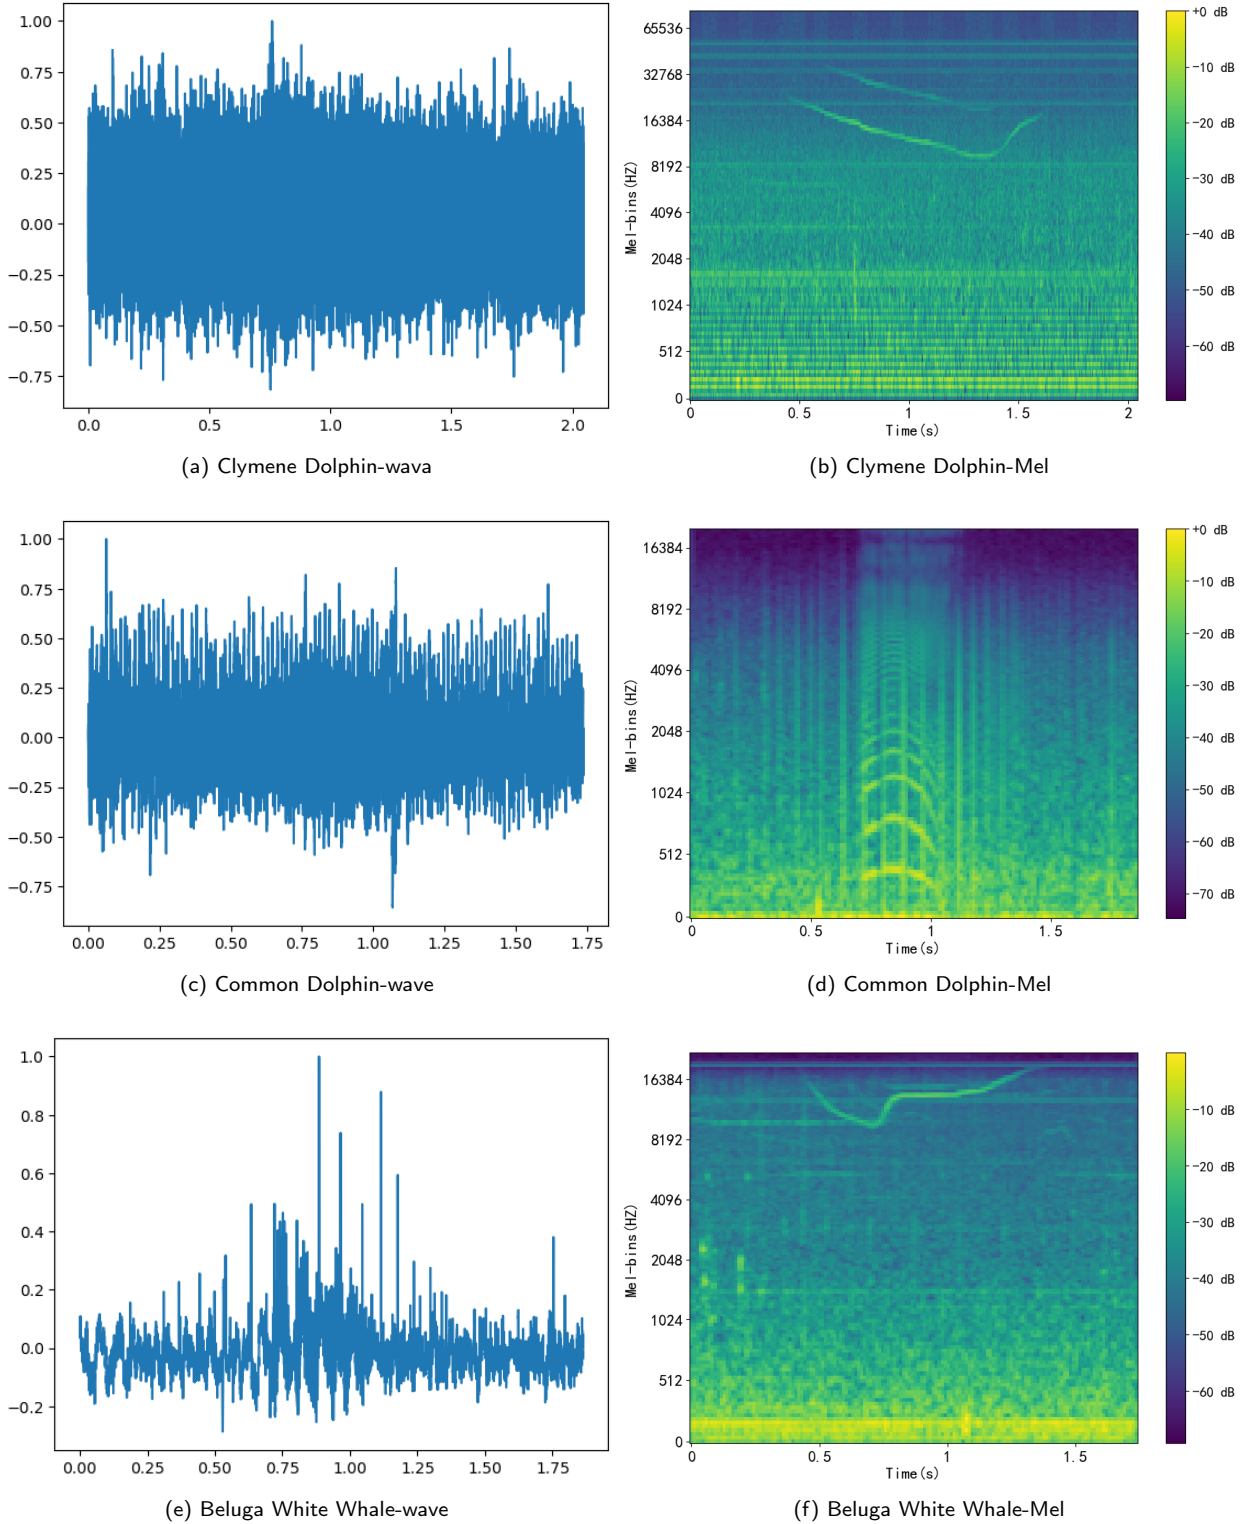 1.00
0.75
0.50
0.25
0.00
−0.25
−0.50
−0.75
0.0 0.5 1.0 1.5 2.0
(a) Clymene Dolphin-wava
65536
32768
16384
8192
4096
2048
1024
512
0
Mel-bins(HZ)
0 0.5 1 1.5 2
Time(s)
+0 dB
-10 dB
-20 dB
-30 dB
-40 dB
-50 dB
-60 dB
(b) Clymene Dolphin-Mel
1.00
0.75
0.50
0.25
0.00
−0.25
−0.50
−0.75
0.00 0.25 0.50 0.75 1.00 1.25 1.50 1.75
(c) Common Dolphin-wave
16384
8192
4096
2048
1024
512
0
Mel-bins(HZ)
0 0.5 1 1.5
Time(s)
+0 dB
-10 dB
-20 dB
-30 dB
-40 dB
-50 dB
-60 dB
-70 dB
(d) Common Dolphin-Mel
1.0
0.8
0.6
0.4
0.2
0.0
−0.2
0.00 0.25 0.50 0.75 1.00 1.25 1.50 1.75
(e) Beluga White Whale-wave
16384
8192
4096
2048
1024
512
0
Mel-bins(HZ)
0 0.5 1 1.5
Time(s)
-10 dB
-20 dB
-30 dB
-40 dB
-50 dB
-60 dB
(f) Beluga White Whale-Mel